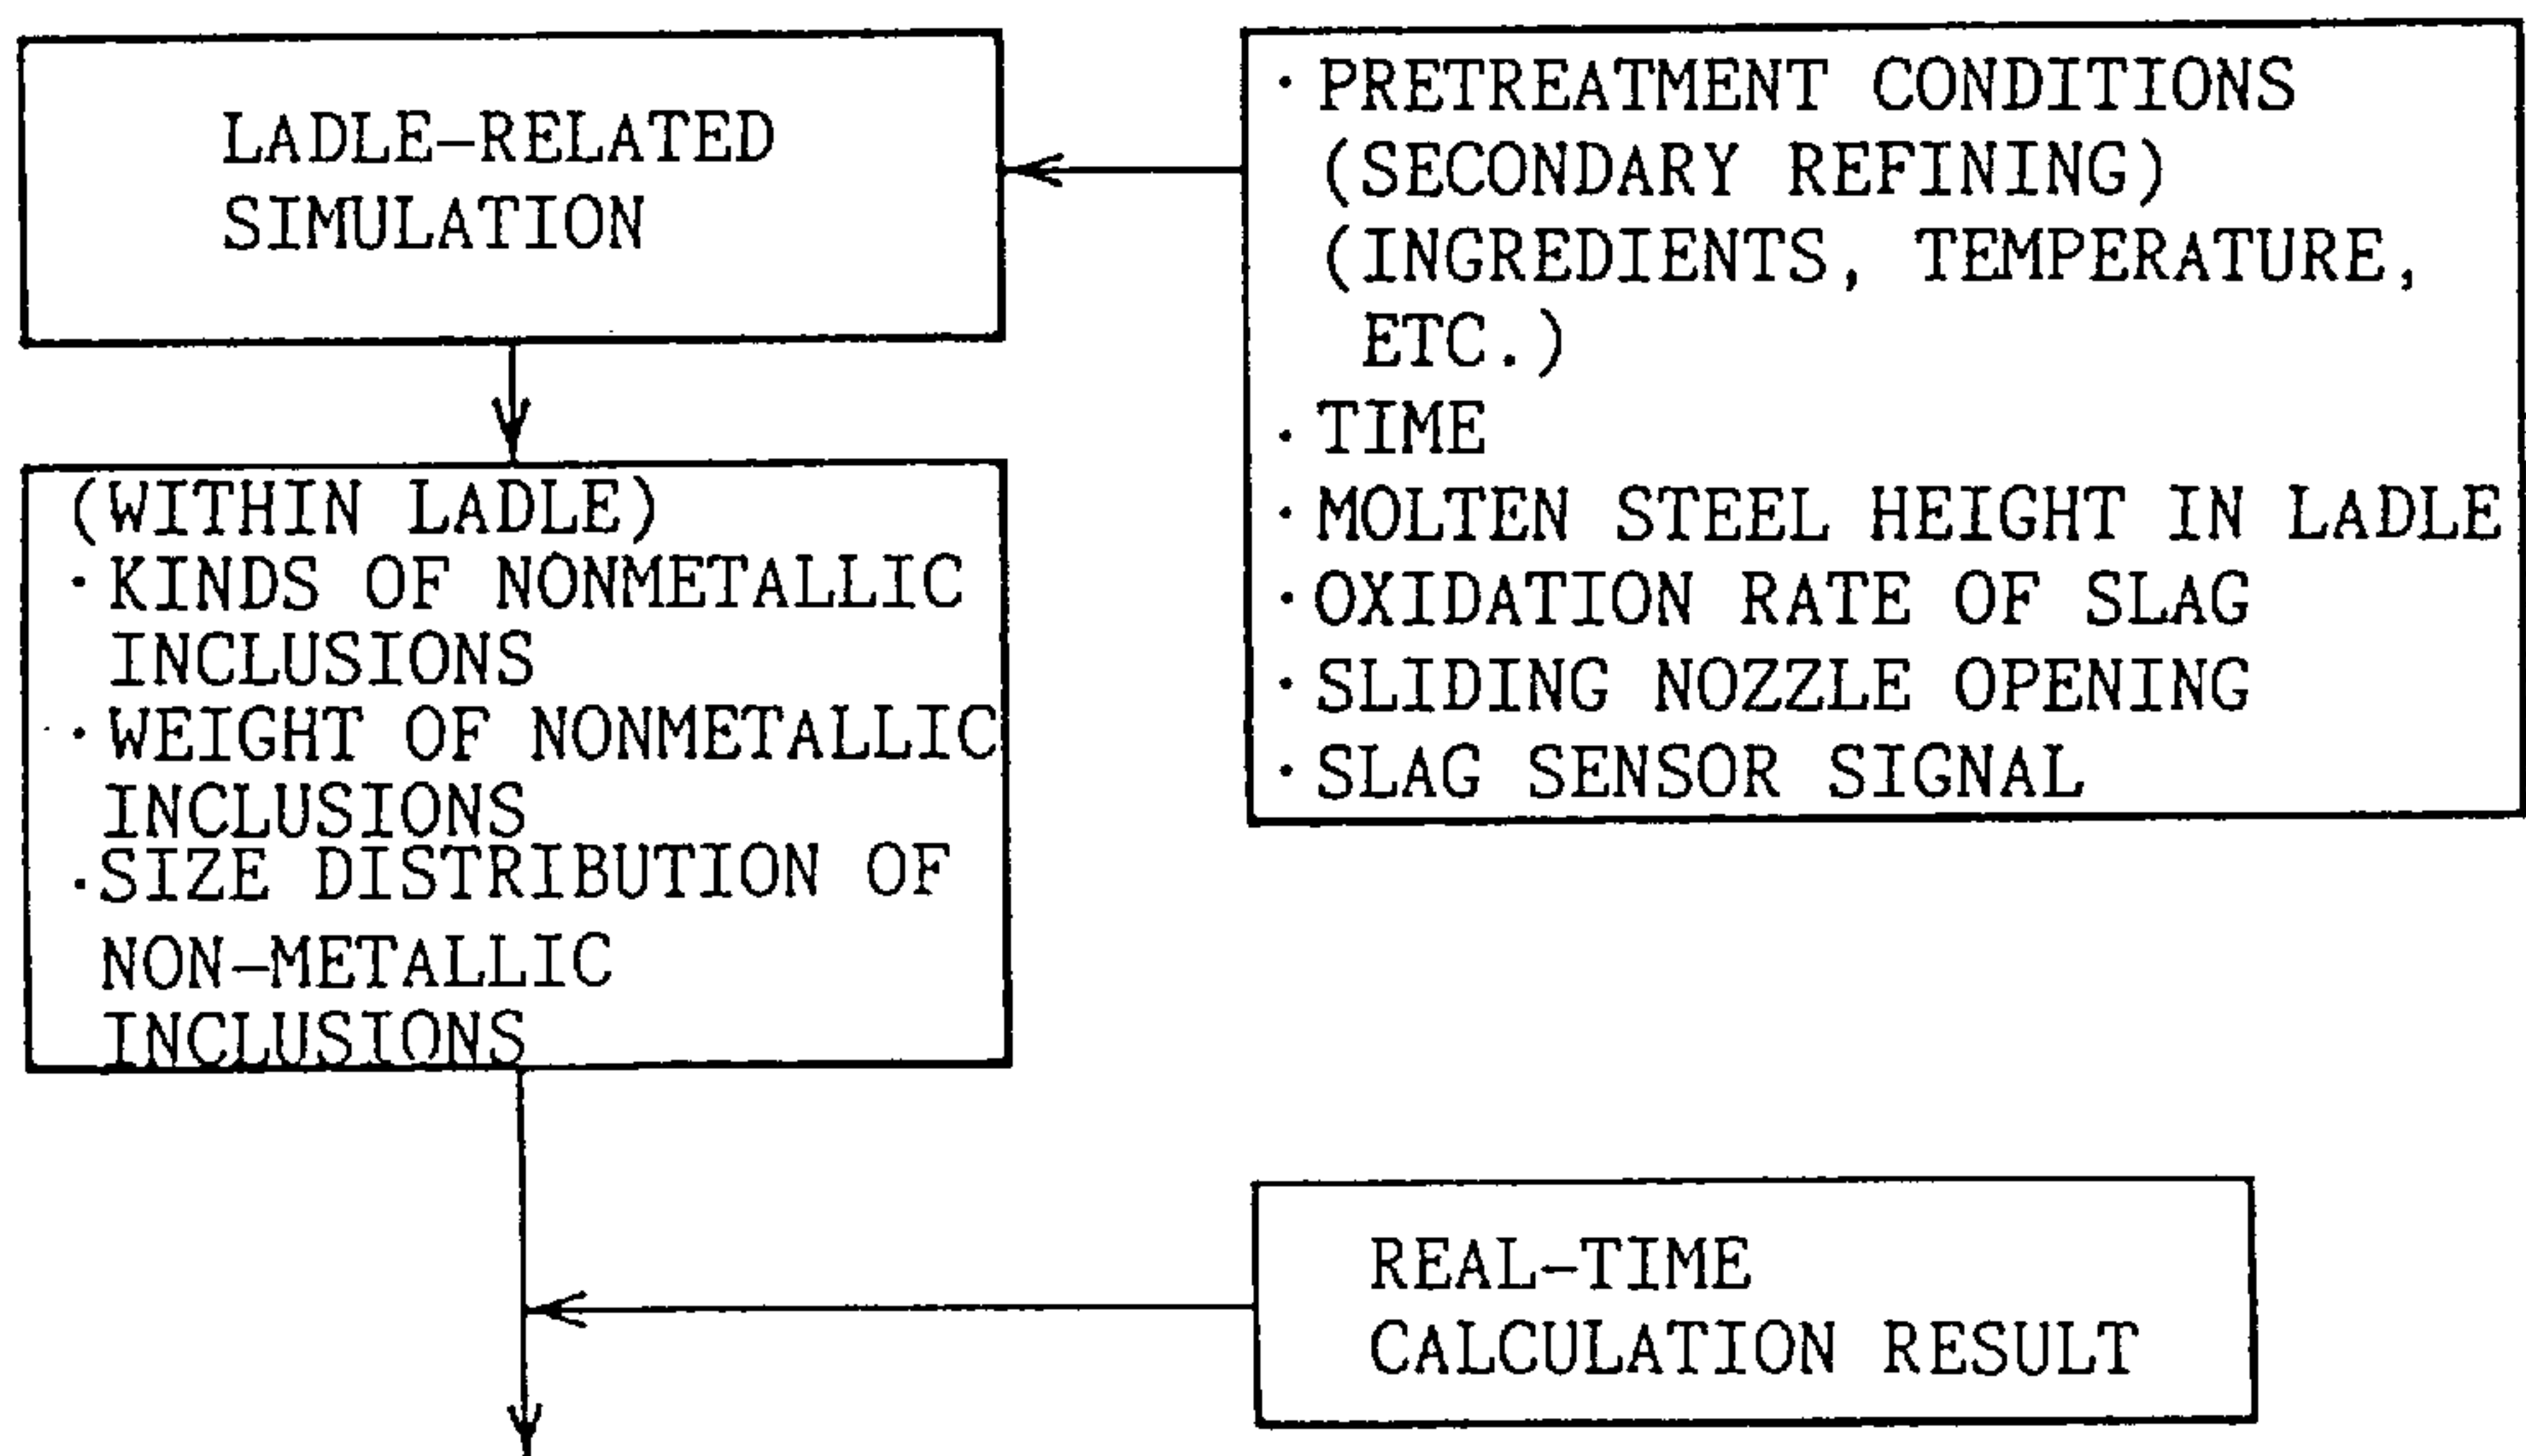 LADLE-RELATED
SIMULATION
· PRETREATMENT CONDITIONS
(SECONDARY REFINING)
(INGREDIENTS, TEMPERATURE,
ETC.)
· TIME
· MOLTEN STEEL HEIGHT IN LADLE
· OXIDATION RATE OF SLAG
· SLIDING NOZZLE OPENING
· SLAG SENSOR SIGNAL
(WITHIN LADLE)
· KINDS OF NONMETALLIC
INCLUSIONS
· WEIGHT OF NONMETALLIC
INCLUSIONS
· SIZE DISTRIBUTION OF
NON-METALLIC
INCLUSIONS
REAL-TIME
CALCULATION RESULT